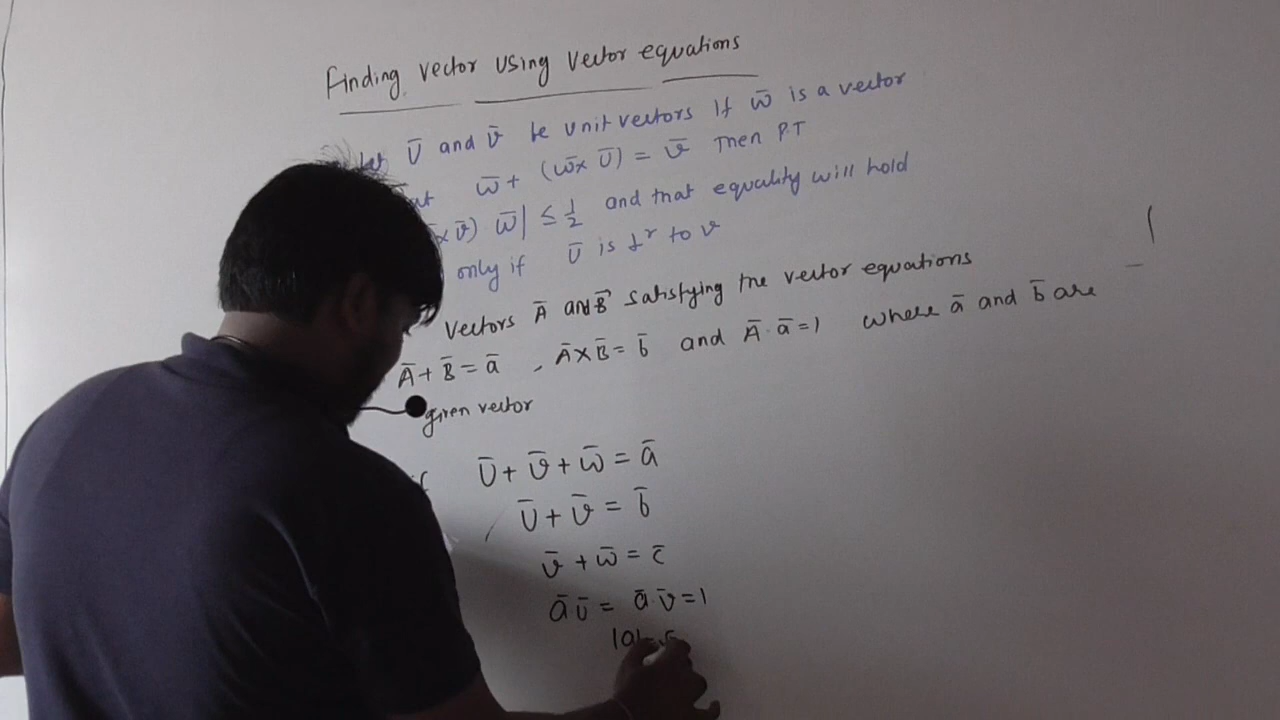 Finding vector using vector equations
Let Ū and v̄ be unit vectors If w̄ is a vector
at w̄ + (w̄ x Ū) = v̄ Then P.T
x v̄) w̄| ≤ 1/2 and that equality will hold
only if Ū is ⊥r to v
vectors Ā and B̄ satisfying the vector equations
Ā + B̄ = ā , Ā x B̄ = b̄ and Ā . ā = 1 where ā and b̄ are
given vector
if Ū + v̄ + w̄ = ā
Ū + v̄ = b̄
v̄ + w̄ = c̄
ā Ū = ā . v̄ = 1